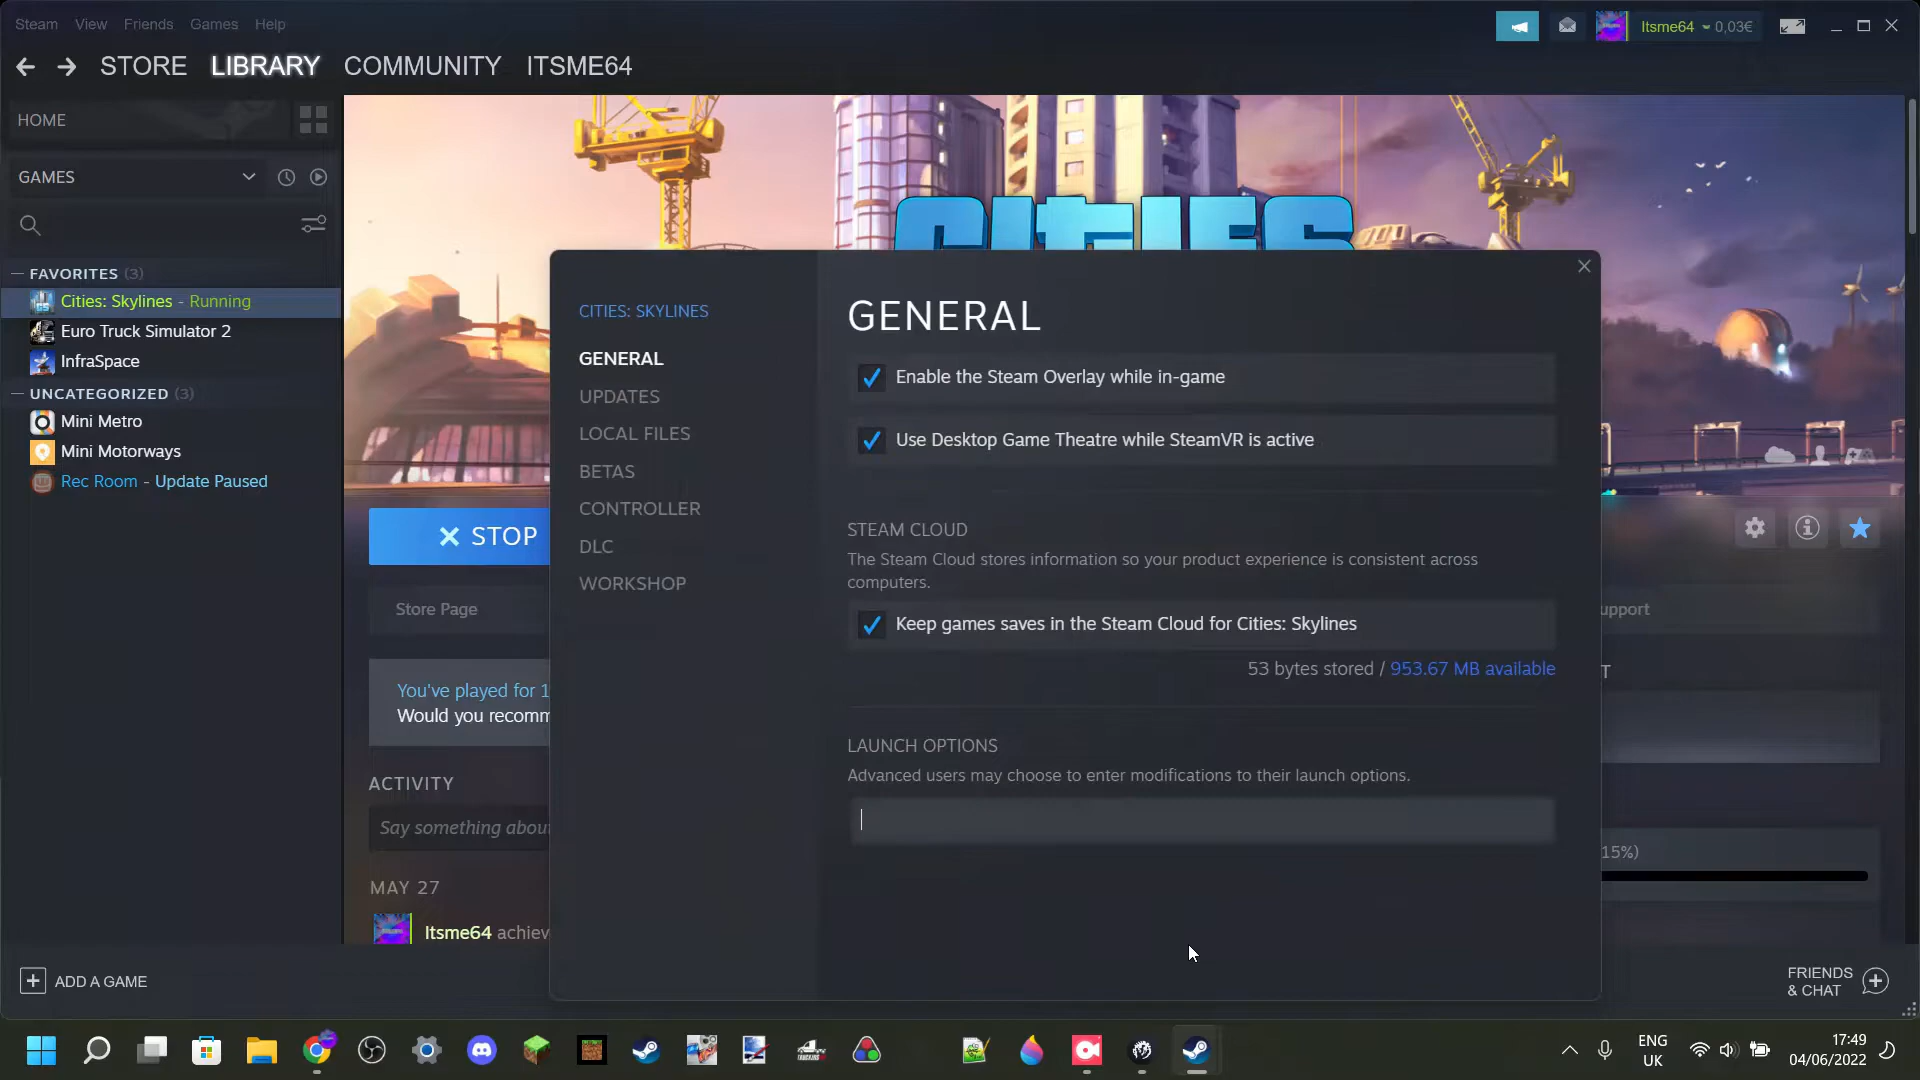 Steam View Friends Games Help
Itsme64 0,03€
STORE LIBRARY COMMUNITY ITSME64
HOME
GAMES
FAVORITES (3)
Cities: Skylines - Running
Euro Truck Simulator 2
InfraSpace
UNCATEGORIZED (3)
Mini Metro
Mini Motorways
Rec Room - Update Paused
CITIES
STOP
Store Page
upport
You've played for 1
Would you recomm
ACTIVITY
Say something abou
MAY 27
Itsme64 achiev
T
15%)
CITIES: SKYLINES
GENERAL
UPDATES
LOCAL FILES
BETAS
CONTROLLER
DLC
WORKSHOP
GENERAL
Enable the Steam Overlay while in-game
Use Desktop Game Theatre while SteamVR is active
STEAM CLOUD
The Steam Cloud stores information so your product experience is consistent across
computers.
Keep games saves in the Steam Cloud for Cities: Skylines
53 bytes stored / 953.67 MB available
LAUNCH OPTIONS
Advanced users may choose to enter modifications to their launch options.
ADD A GAME
FRIENDS
& CHAT
ENG
UK
17:49
04/06/2022